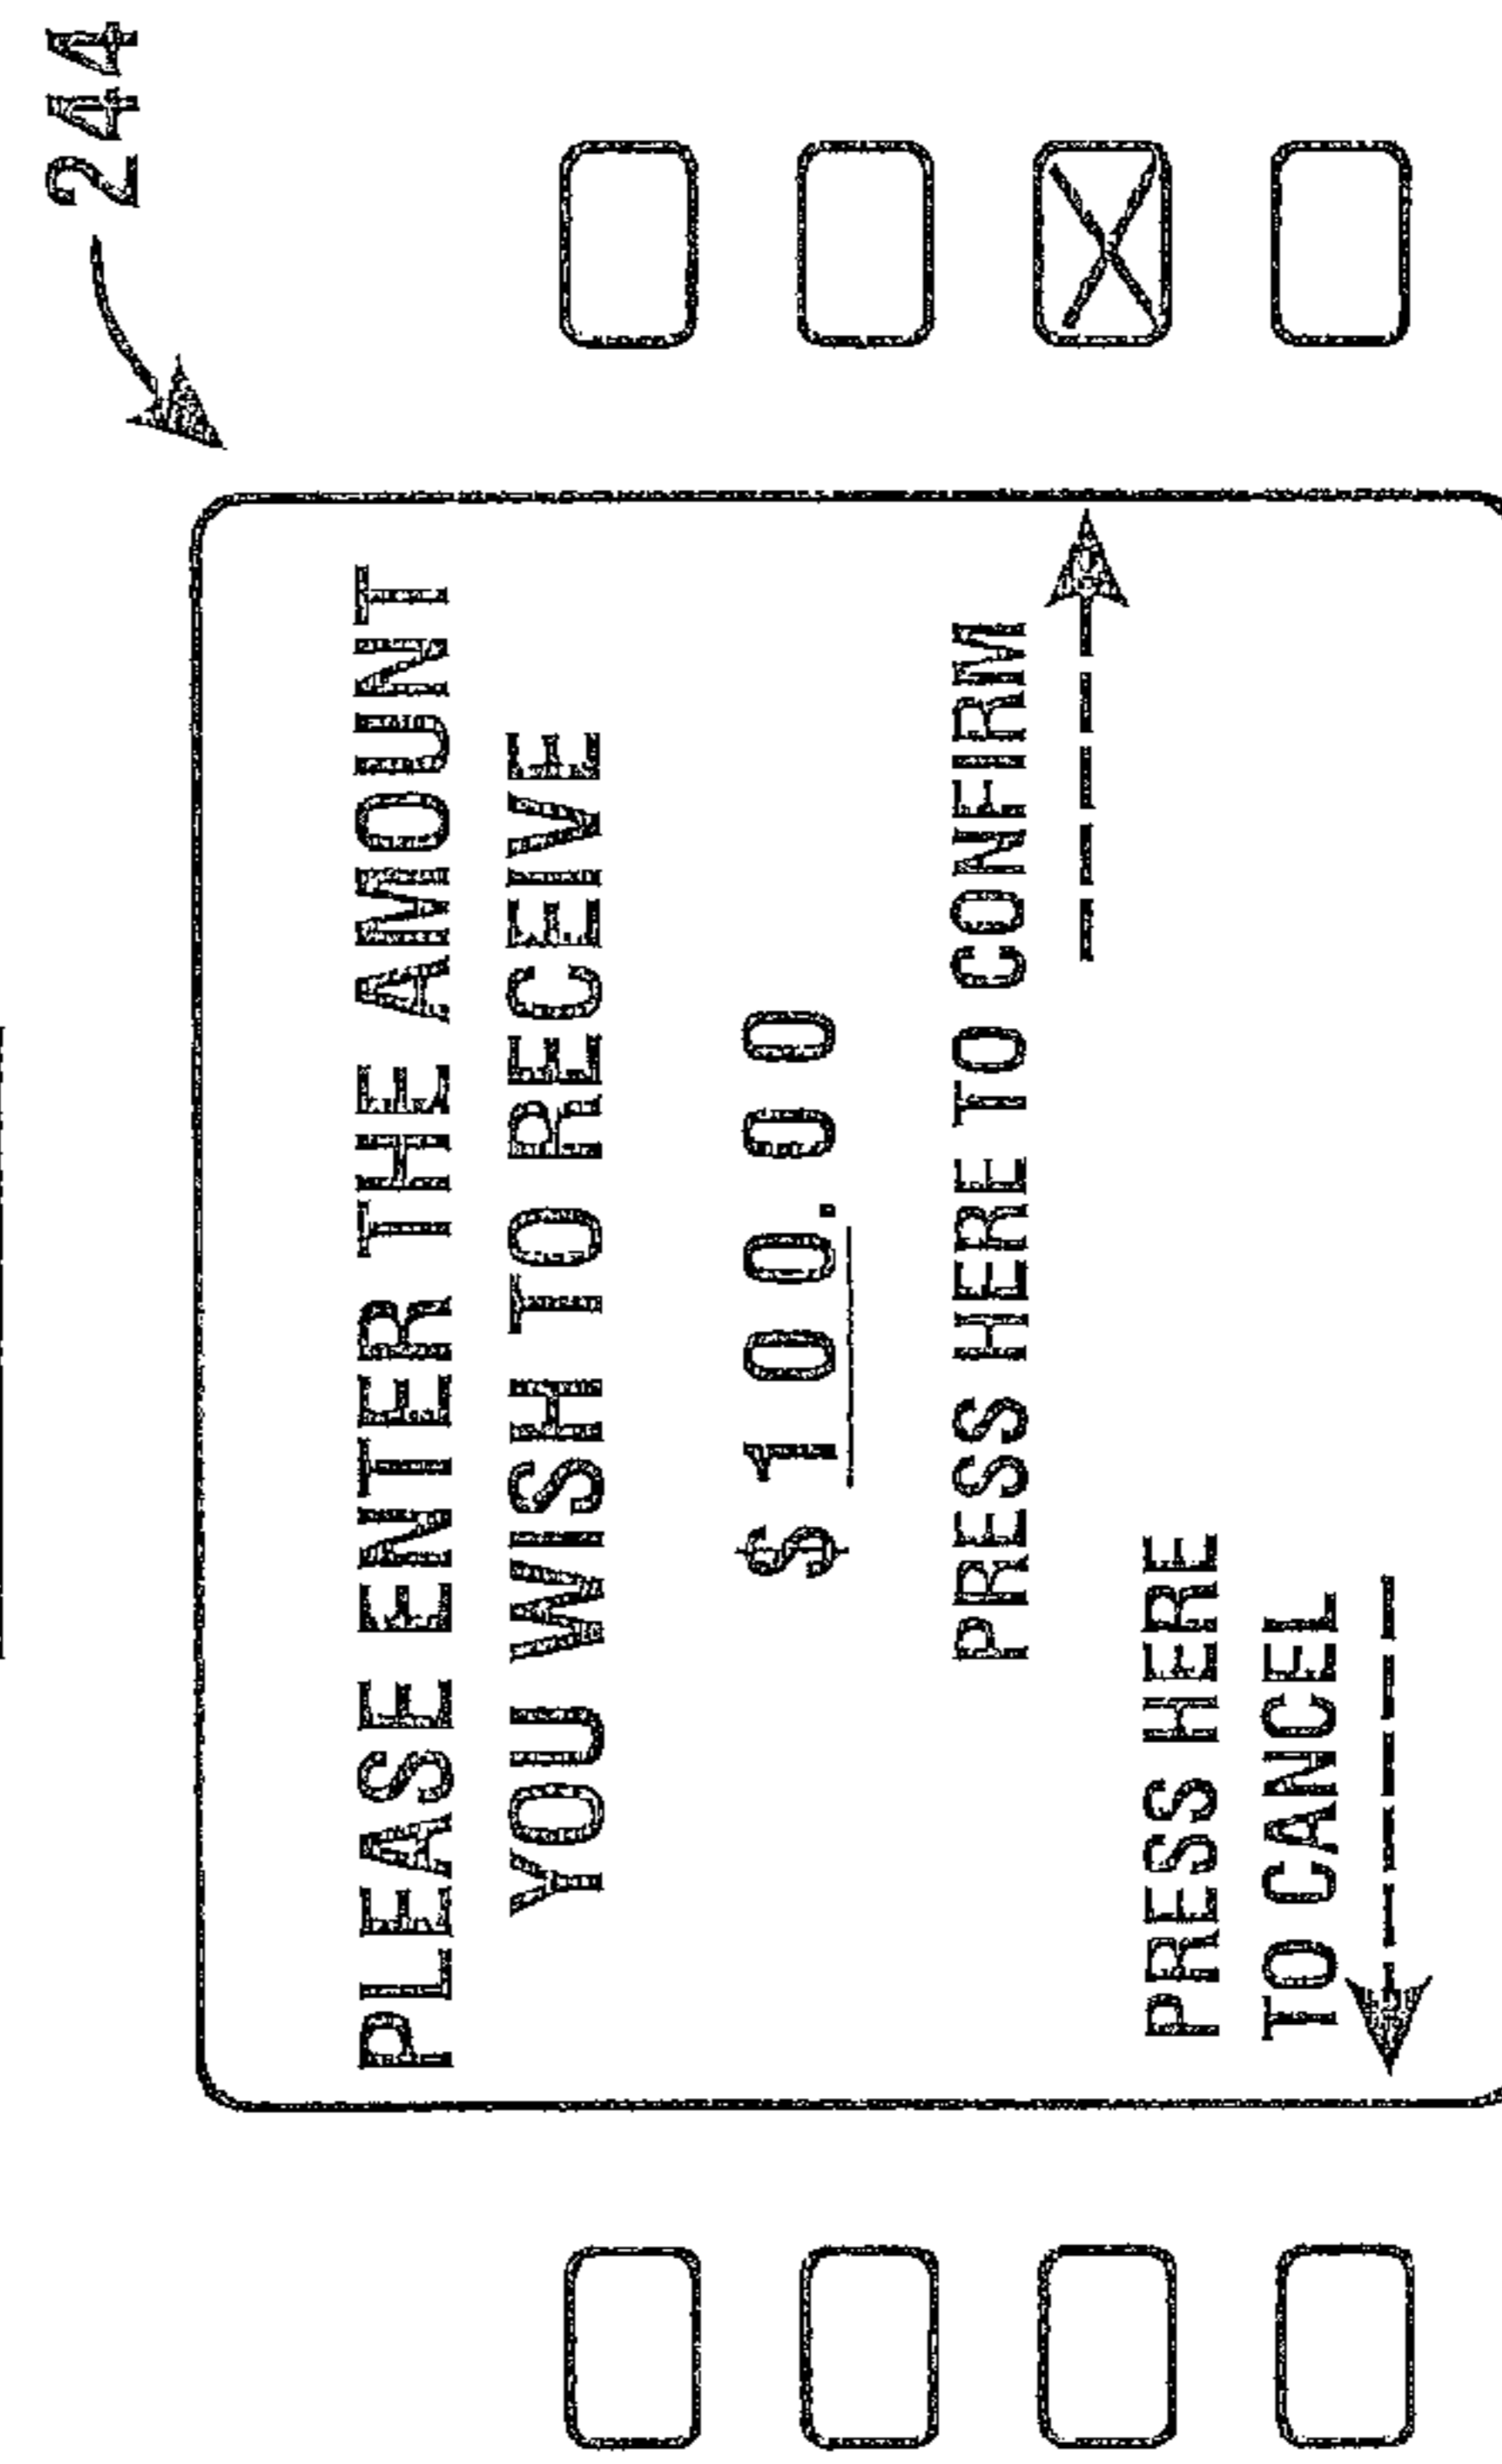 244
PLEASE ENTER THE AMOUNT
YOU WISH TO RECEIVE
$ 100.00
PRESS HERE TO CONFIRM
PRESS HERE
TO CANCEL